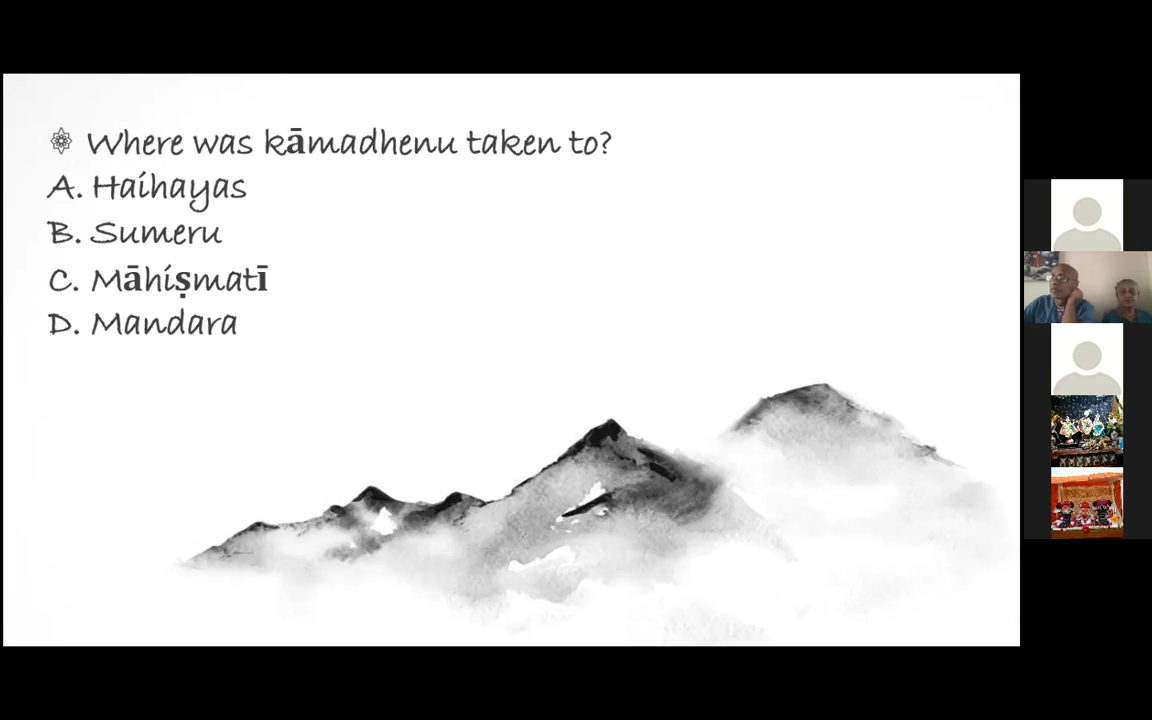 Where was kāmadhenu taken to?
A. Haihayas
B. Sumeru
C. Māhiṣmatī
D. Mandara